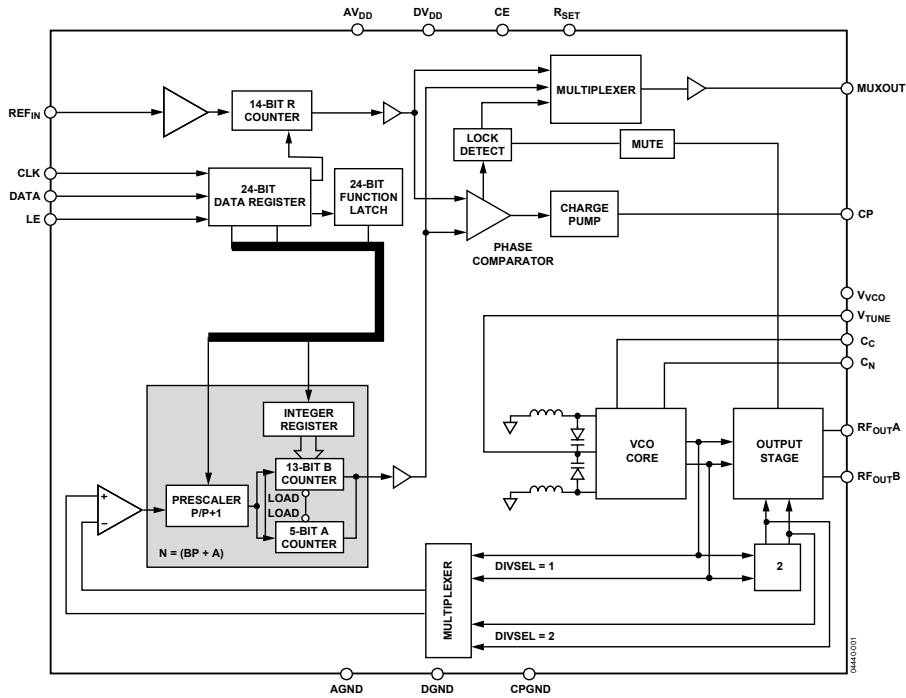 AVDD
DVDD
CE
RSET
REFIN
14-BIT R
COUNTER
MULTIPLEXER
MUXOUT
LOCK
DETECT
MUTE
CLK
DATA
LE
24-BIT
DATA REGISTER
24-BIT
FUNCTION
LATCH
PHASE
COMPARATOR
CHARGE
PUMP
CP
VVCO
VTUNE
CC
CN
INTEGER
REGISTER
13-BIT B
COUNTER
LOAD
LOAD
5-BIT A
COUNTER
PRESCALER
P/P+1
+
–
N = (BP + A)
VCO
CORE
OUTPUT
STAGE
RFOUTA
RFOUTB
MULTIPLEXER
DIVSEL = 1
DIVSEL = 2
2
AGND
DGND
CPGND
04440-001